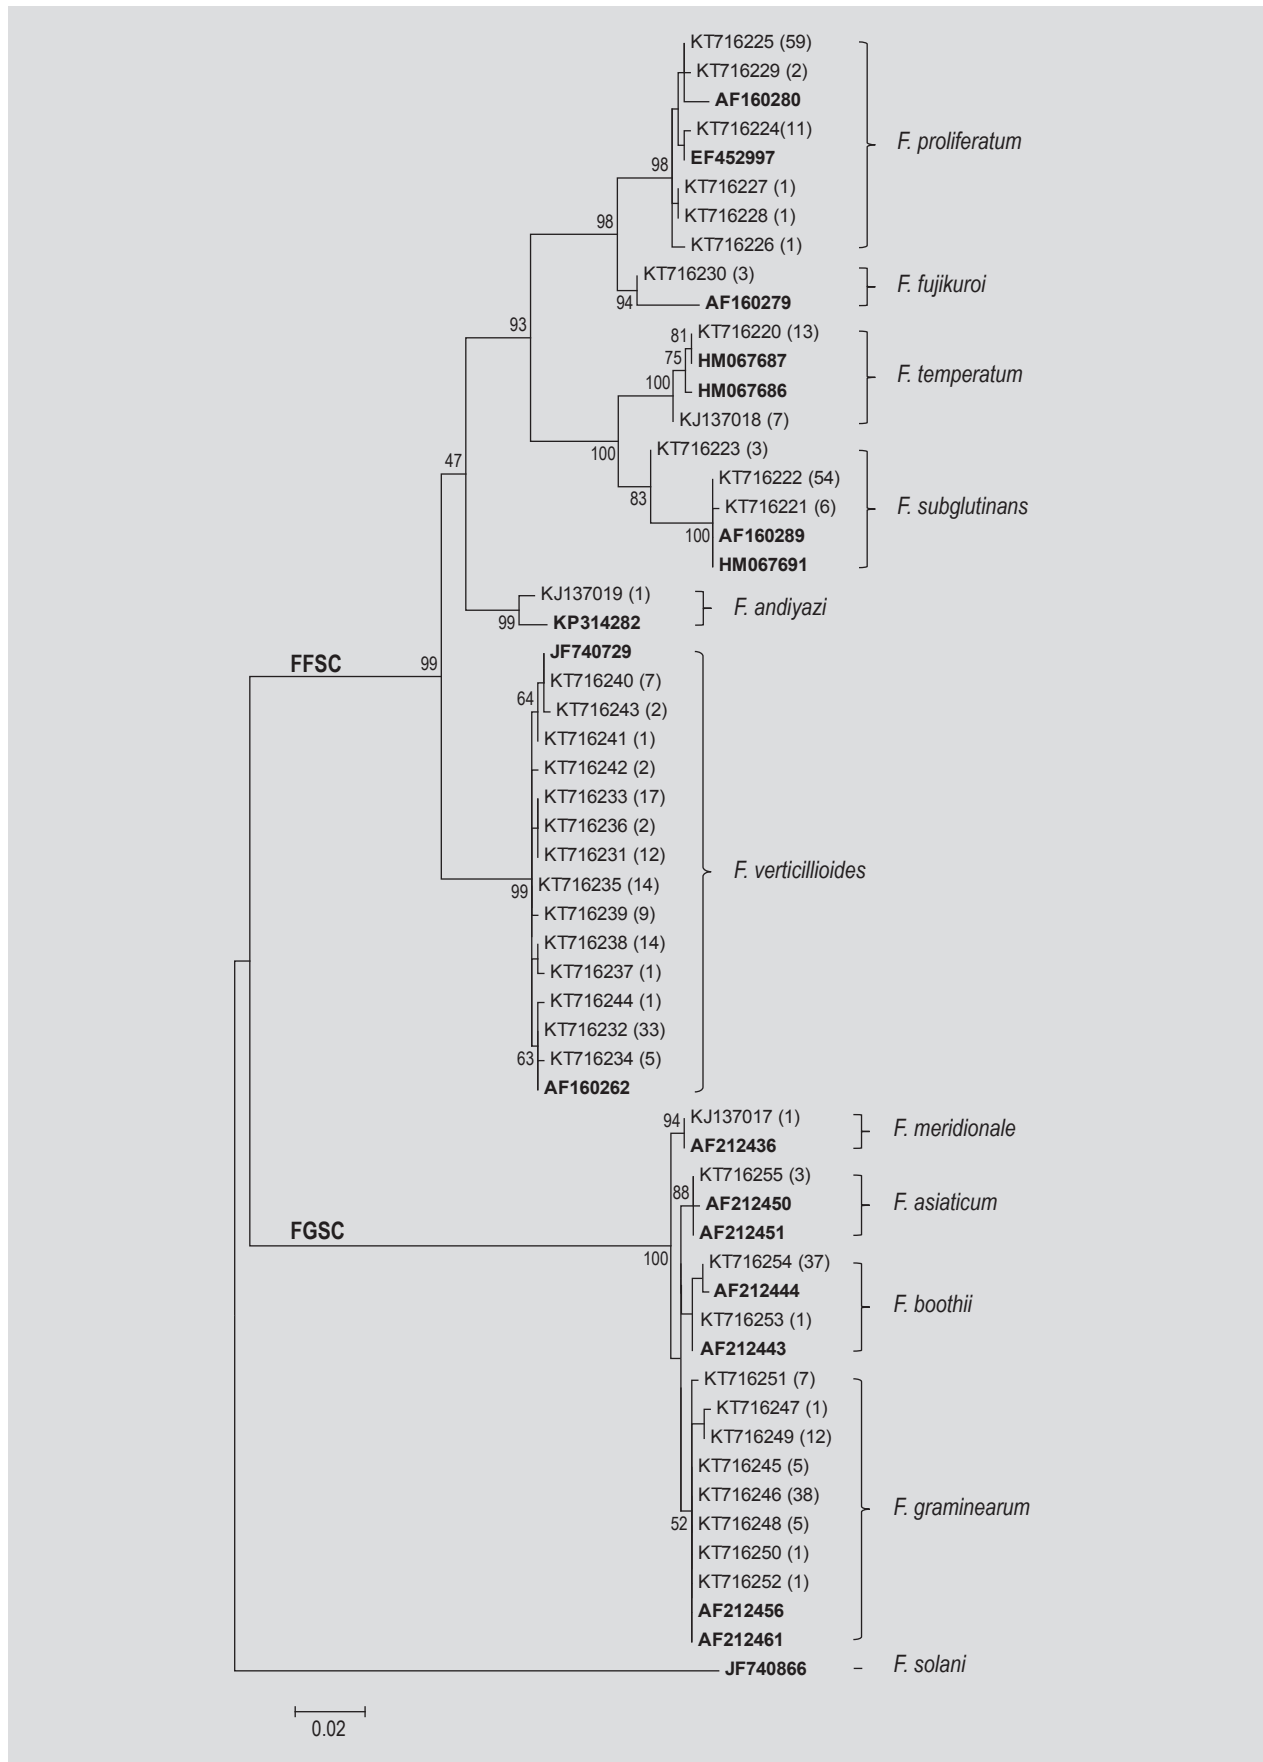 KT716225 (59)
KT716229 (2)
AF160280
KT716224(11)
F. proliferatum
EF452997
98
KT716227 (1)
KT716228 (1)
98
KT716226 (1)
KT716230 (3)
F. fujikuroi
94
AF160279
93
81
KT716220 (13)
75
HM067687
F. temperatum
100
HM067686
KJ137018 (7)
100
KT716223 (3)
47
KT716222 (54)
83
KT716221 (6)
F. subglutinans
100
AF160289
HM067691
KJ137019 (1)
F. andiyazi
99
KP314282
JF740729
FFSC
99
KT716240 (7)
64
KT716243 (2)
KT716241 (1)
KT716242 (2)
KT716233 (17)
KT716236 (2)
KT716231 (12)
F. verticillioides
99
KT716235 (14)
KT716239 (9)
KT716238 (14)
KT716237 (1)
KT716244 (1)
KT716232 (33)
63
KT716234 (5)
AF160262
94
KJ137017 (1)
F. meridionale
AF212436
KT716255 (3)
88
AF212450
F. asiaticum
FGSC
AF212451
100
KT716254 (37)
AF212444
F. boothii
KT716253 (1)
AF212443
KT716251 (7)
KT716247 (1)
KT716249 (12)
KT716245 (5)
KT716246 (38)
F. graminearum
52
KT716248 (5)
KT716250 (1)
KT716252 (1)
AF212456
AF212461
JF740866
F. solani
0.02